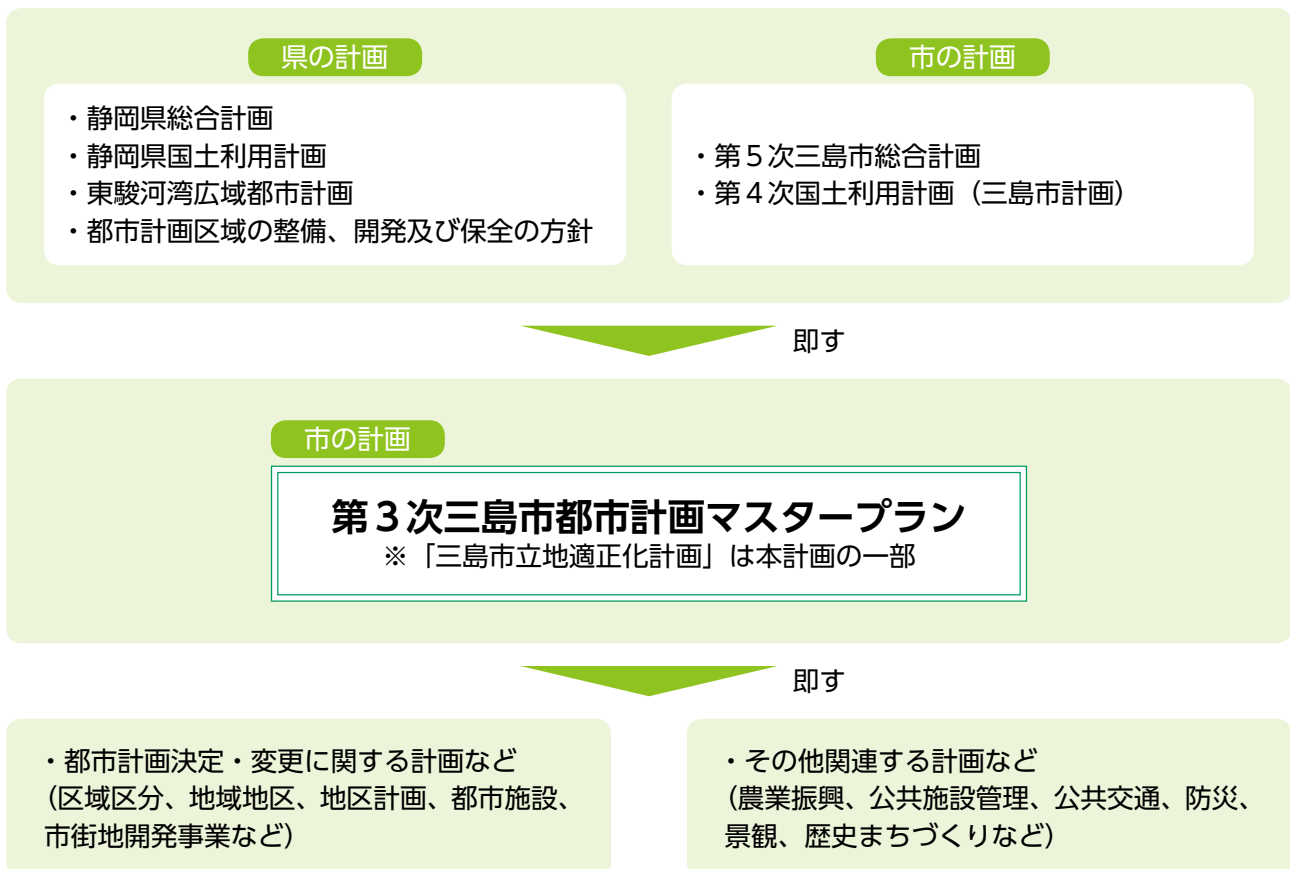 県の計画
・静岡県総合計画
・静岡県国土利用計画
・東駿河湾広域都市計画
・都市計画区域の整備、開発及び保全の方針
市の計画
・第５次三島市総合計画
・第４次国土利用計画（三島市計画）
即す
市の計画
第３次三島市都市計画マスタープラン
※「三島市立地適正化計画」は本計画の一部
即す
・都市計画決定・変更に関する計画など
（区域区分、地域地区、地区計画、都市施設、
市街地開発事業など）
・その他関連する計画など
（農業振興、公共施設管理、公共交通、防災、
景観、歴史まちづくりなど）